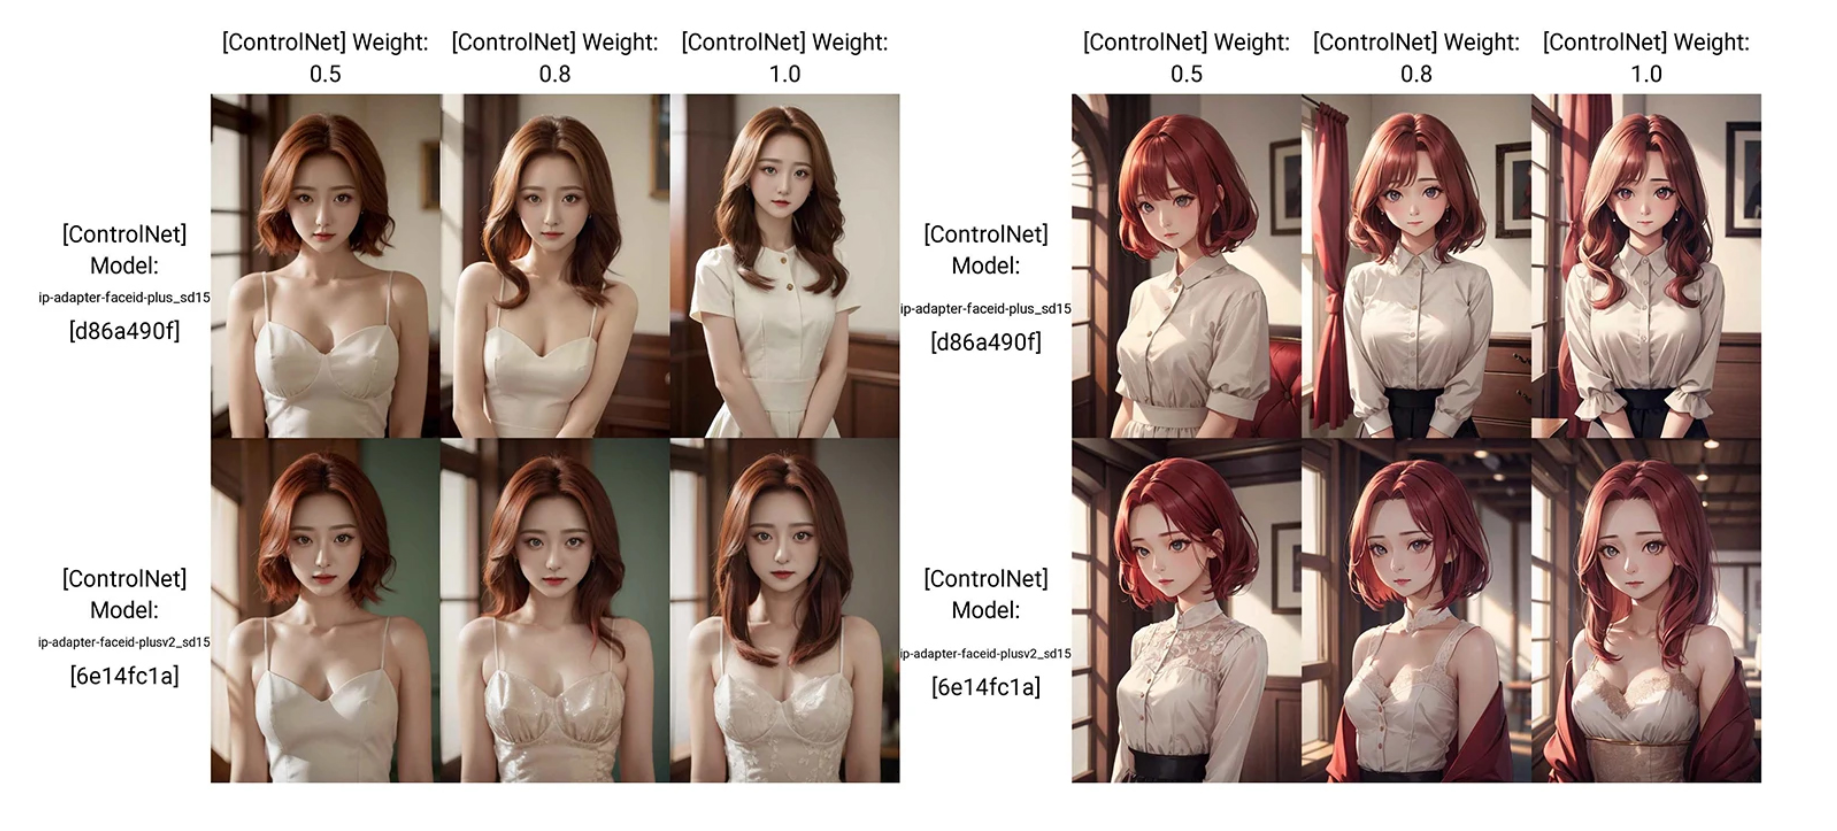 [ControlNet] Weight: [ControlNet] Weight: [ControlNet] Weight:
0.5 0.8 1.0
[ControlNet]
Model:
ip-adapter-faceid-plus_sd15
[d86a490f]
[ControlNet]
Model:
ip-adapter-faceid-plusv2_sd15
[6e14fc1a]
[ControlNet] Weight: [ControlNet] Weight: [ControlNet] Weight:
0.5 0.8 1.0
[ControlNet]
Model:
ip-adapter-faceid-plus_sd15
[d86a490f]
[ControlNet]
Model:
ip-adapter-faceid-plusv2_sd15
[6e14fc1a]